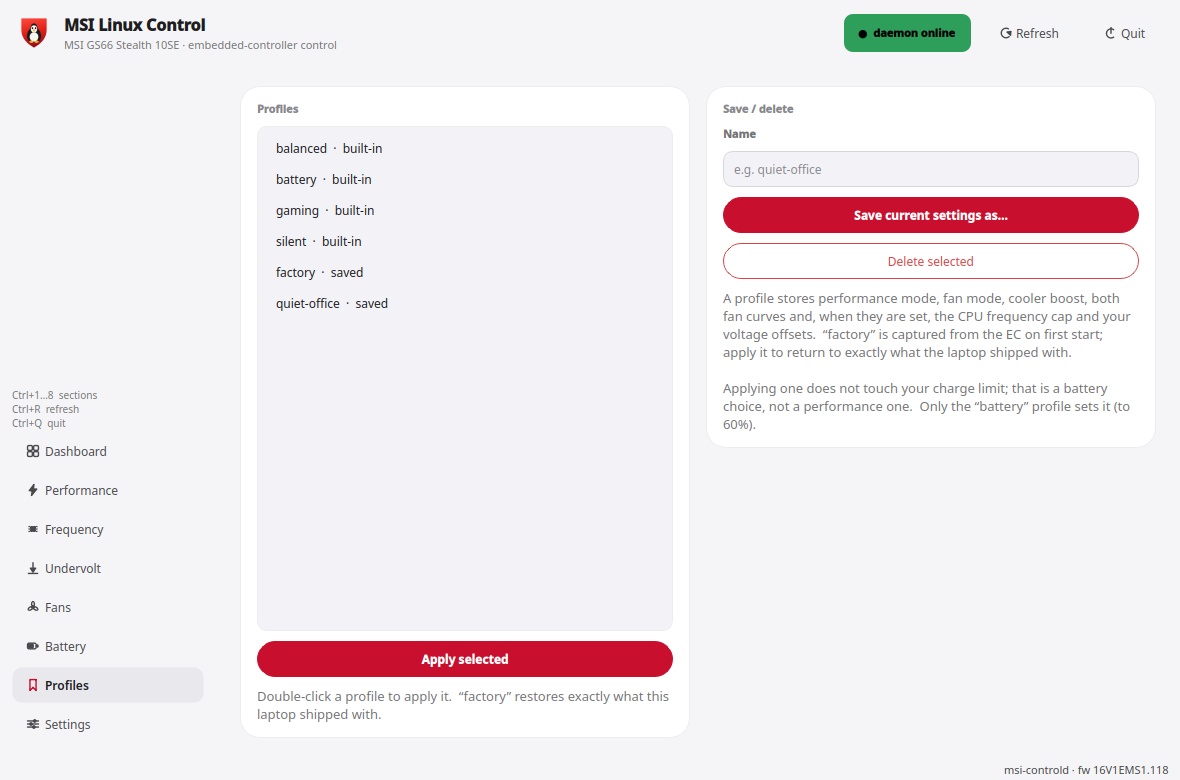 MSI Linux Control
MSI GS66 Stealth 10SE · embedded-controller control
● daemon online
Refresh
Quit
Ctrl+1…8 sections
Ctrl+R refresh
Ctrl+Q quit
Dashboard
Performance
Frequency
Undervolt
Fans
Battery
Profiles
Settings
Profiles
balanced · built-in
battery · built-in
gaming · built-in
silent · built-in
factory · saved
quiet-office · saved
Apply selected
Double-click a profile to apply it. “factory” restores exactly what this
laptop shipped with.
Save / delete
Name
e.g. quiet-office
Save current settings as…
Delete selected
A profile stores performance mode, fan mode, cooler boost, both
fan curves and, when they are set, the CPU frequency cap and your
voltage offsets. “factory” is captured from the EC on first start;
apply it to return to exactly what the laptop shipped with.
Applying one does not touch your charge limit; that is a battery
choice, not a performance one. Only the “battery” profile sets it (to
60%).
msi-controld · fw 16V1EMS1.118